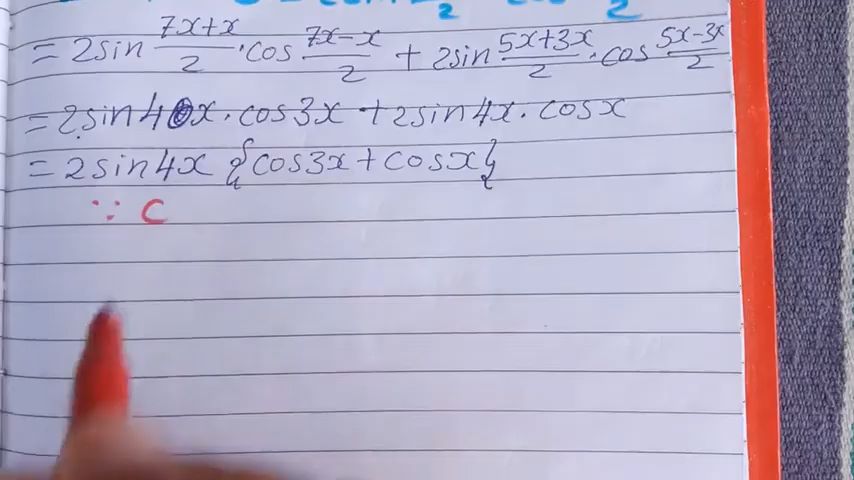 = 2sin (7x+x)/2 · cos (7x-x)/2 + 2sin (5x+3x)/2 · cos (5x-3x)/2
= 2sin4x · cos3x + 2sin4x · cosx
= 2sin4x {cos3x + cosx}
∵ C